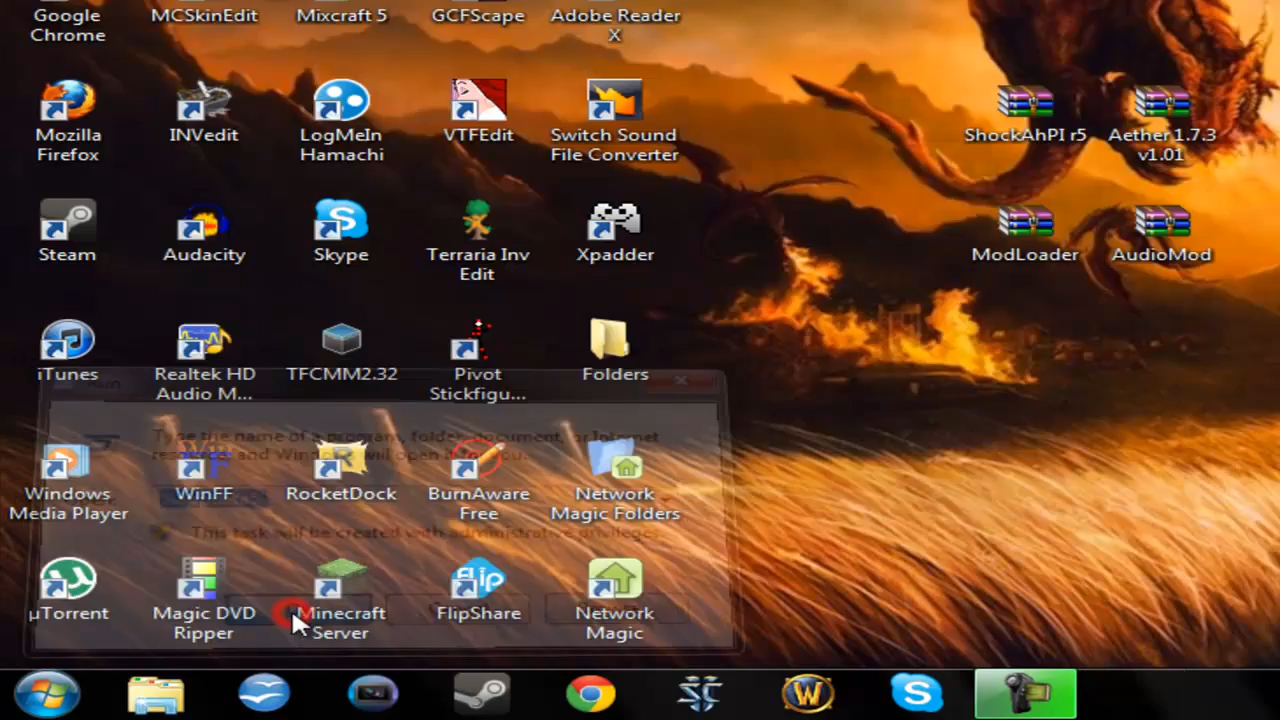 Google
Chrome
MCSkinEdit
Mixcraft 5
GCFScape
Adobe Reader
X
Mozilla
Firefox
INVedit
LogMeIn
Hamachi
VTFEdit
Switch Sound
File Converter
ShockAhPI r5
Aether 1.7.3
v1.01
Steam
Audacity
Skype
Terraria Inv
Edit
Xpadder
ModLoader
AudioMod
iTunes
Realtek HD
Audio M...
TFCMM2.32
Pivot
Stickfigu...
Folders
Type the name of a program, folder, document, or Internet
resource, and Windows will open it for you.
Windows
Media Player
WinFF
RocketDock
BurnAware
Free
Network
Magic Folders
This task will be created with administrative privileges.
µTorrent
Magic DVD
Ripper
Minecraft
Server
FlipShare
Network
Magic